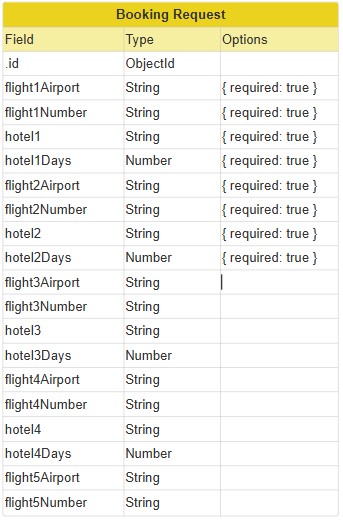 Booking Request
Field Type Options
.id ObjectId
flight1Airport String { required: true }
flight1Number String { required: true }
hotel1 String { required: true }
hotel1Days Number { required: true }
flight2Airport String { required: true }
flight2Number String { required: true }
hotel2 String { required: true }
hotel2Days Number { required: true }
flight3Airport String
flight3Number String
hotel3 String
hotel3Days Number
flight4Airport String
flight4Number String
hotel4 String
hotel4Days Number
flight5Airport String
flight5Number String